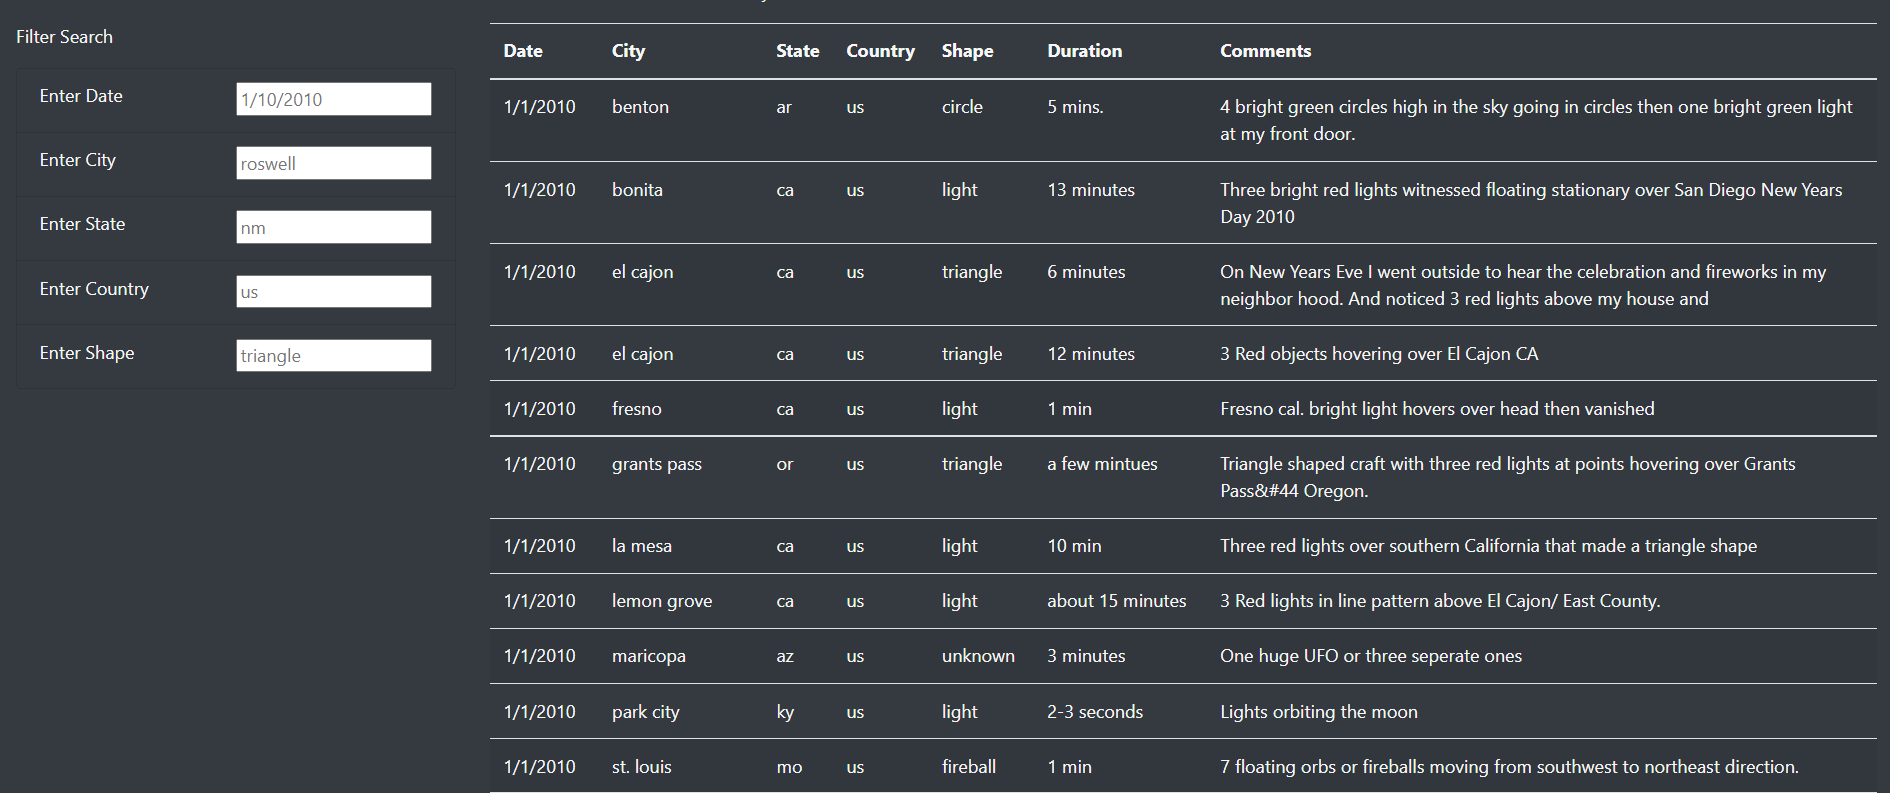 Filter Search
Enter Date 1/10/2010
Enter City roswell
Enter State nm
Enter Country us
Enter Shape triangle
Date City State Country Shape Duration Comments
1/1/2010 benton ar us circle 5 mins. 4 bright green circles high in the sky going in circles then one bright green light
at my front door.
1/1/2010 bonita ca us light 13 minutes Three bright red lights witnessed floating stationary over San Diego New Years
Day 2010
1/1/2010 el cajon ca us triangle 6 minutes On New Years Eve I went outside to hear the celebration and fireworks in my
neighbor hood. And noticed 3 red lights above my house and
1/1/2010 el cajon ca us triangle 12 minutes 3 Red objects hovering over El Cajon CA
1/1/2010 fresno ca us light 1 min Fresno cal. bright light hovers over head then vanished
1/1/2010 grants pass or us triangle a few mintues Triangle shaped craft with three red lights at points hovering over Grants
Pass&#44 Oregon.
1/1/2010 la mesa ca us light 10 min Three red lights over southern California that made a triangle shape
1/1/2010 lemon grove ca us light about 15 minutes 3 Red lights in line pattern above El Cajon/ East County.
1/1/2010 maricopa az us unknown 3 minutes One huge UFO or three seperate ones
1/1/2010 park city ky us light 2-3 seconds Lights orbiting the moon
1/1/2010 st. louis mo us fireball 1 min 7 floating orbs or fireballs moving from southwest to northeast direction.